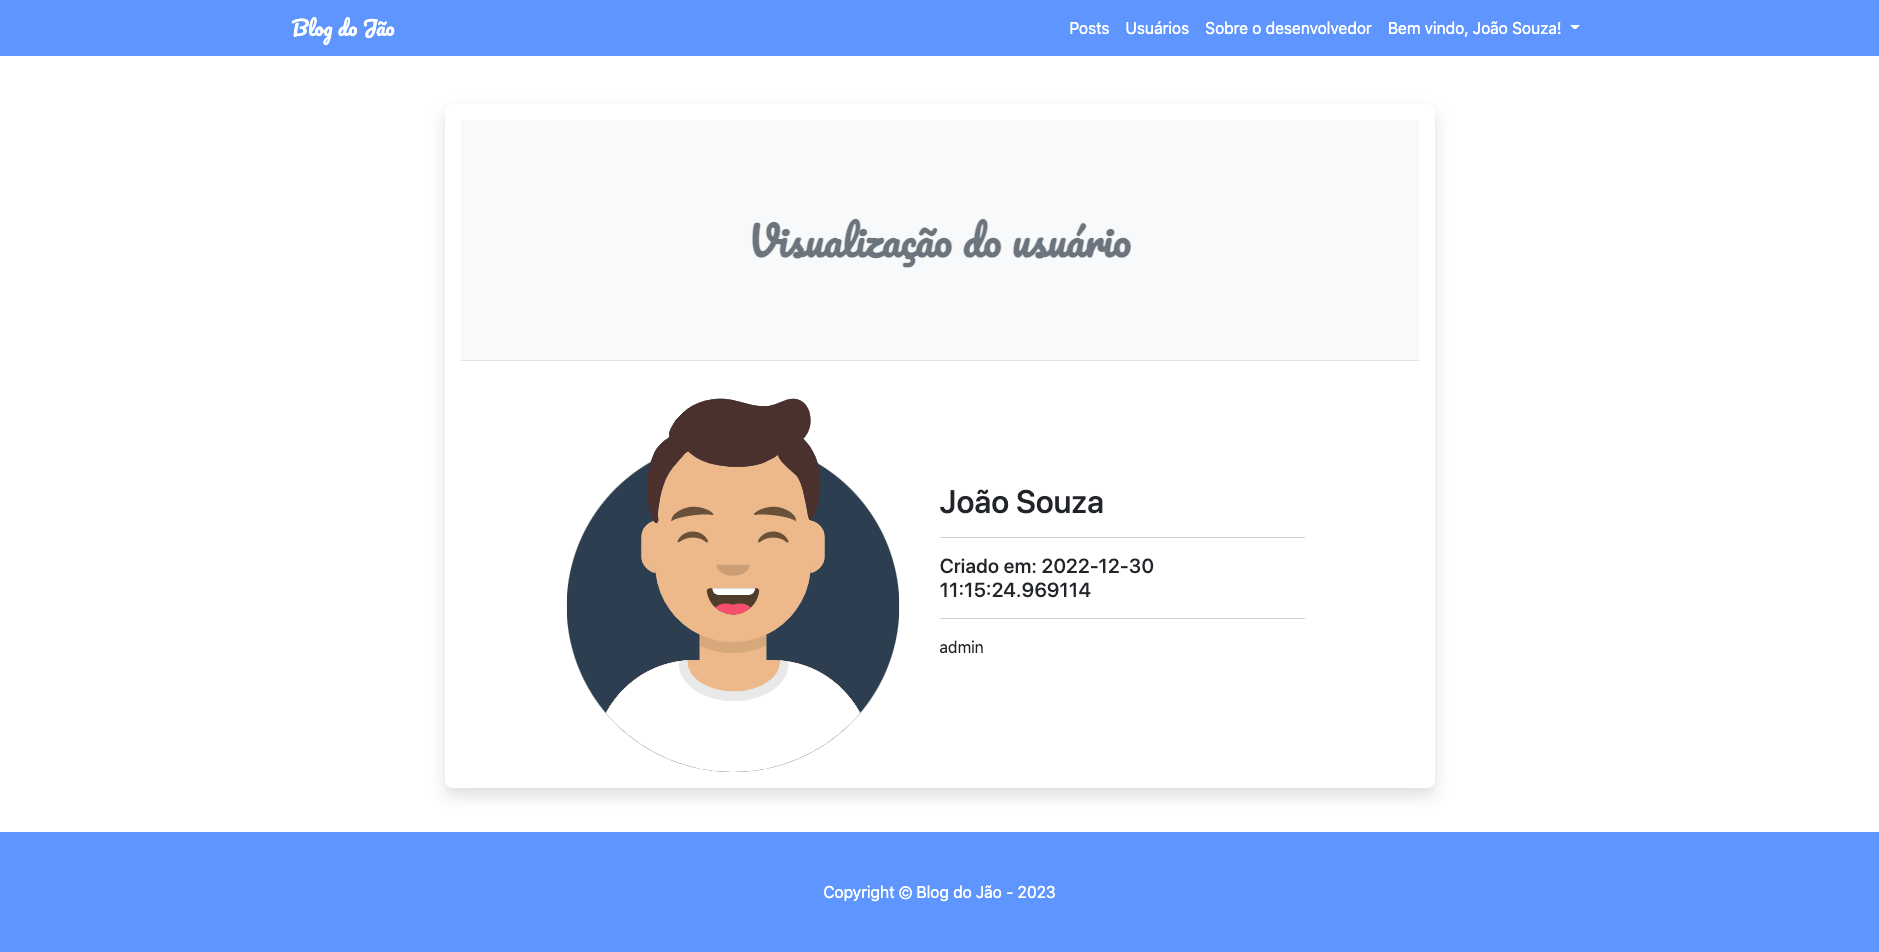 Blog do Jão
Posts Usuários Sobre o desenvolvedor Bem vindo, João Souza!
Visualização do usuário
João Souza
Criado em: 2022-12-30
11:15:24.969114
admin
Copyright © Blog do Jão - 2023